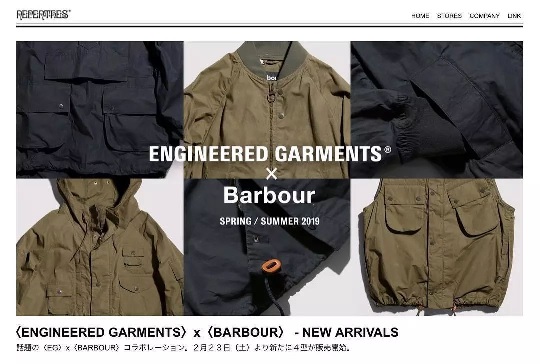 HOME STORES COMPANY LINK
ENGINEERED GARMENTS®
×
Barbour
SPRING / SUMMER 2019
〈ENGINEERED GARMENTS〉x〈BARBOUR〉 - NEW ARRIVALS
話題の〈EG〉x〈BARBOUR〉コラボレーション。２月２３日（土）より新たに４型が販売開始。